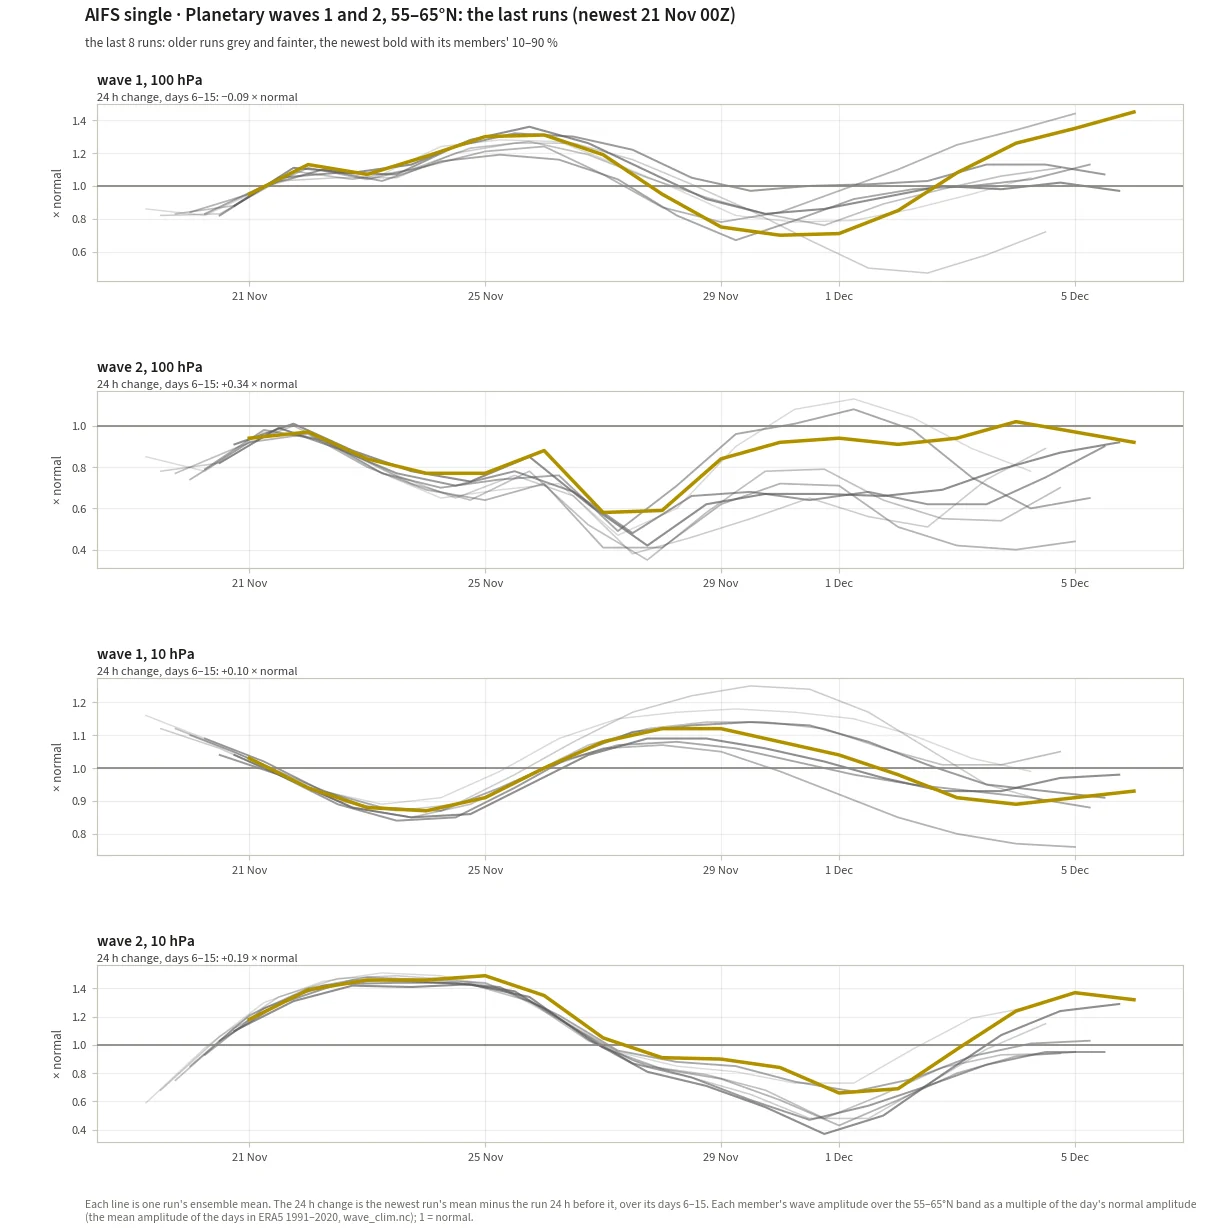 AIFS single · Planetary waves 1 and 2, 55–65°N: the last runs (newest 21 Nov 00Z)
the last 8 runs: older runs grey and fainter, the newest bold with its members' 10–90 %
wave 1, 100 hPa
24 h change, days 6–15: −0.09 × normal
× normal
1.4
1.2
1.0
0.8
0.6
21 Nov
25 Nov
29 Nov
1 Dec
5 Dec
wave 2, 100 hPa
24 h change, days 6–15: +0.34 × normal
× normal
1.0
0.8
0.6
0.4
21 Nov
25 Nov
29 Nov
1 Dec
5 Dec
wave 1, 10 hPa
24 h change, days 6–15: +0.10 × normal
× normal
1.2
1.1
1.0
0.9
0.8
21 Nov
25 Nov
29 Nov
1 Dec
5 Dec
wave 2, 10 hPa
24 h change, days 6–15: +0.19 × normal
× normal
1.4
1.2
1.0
0.8
0.6
0.4
21 Nov
25 Nov
29 Nov
1 Dec
5 Dec
Each line is one run's ensemble mean. The 24 h change is the newest run's mean minus the run 24 h before it, over its days 6–15. Each member's wave amplitude over the 55–65°N band as a multiple of the day's normal amplitude
(the mean amplitude of the days in ERA5 1991–2020, wave_clim.nc); 1 = normal.